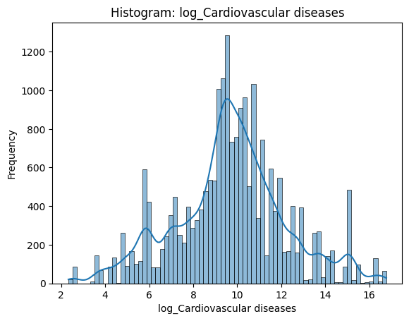 Histogram: log_Cardiovascular diseases
Frequency
1200
1000
800
600
400
200
0
2 4 6 8 10 12 14 16
log_Cardiovascular diseases